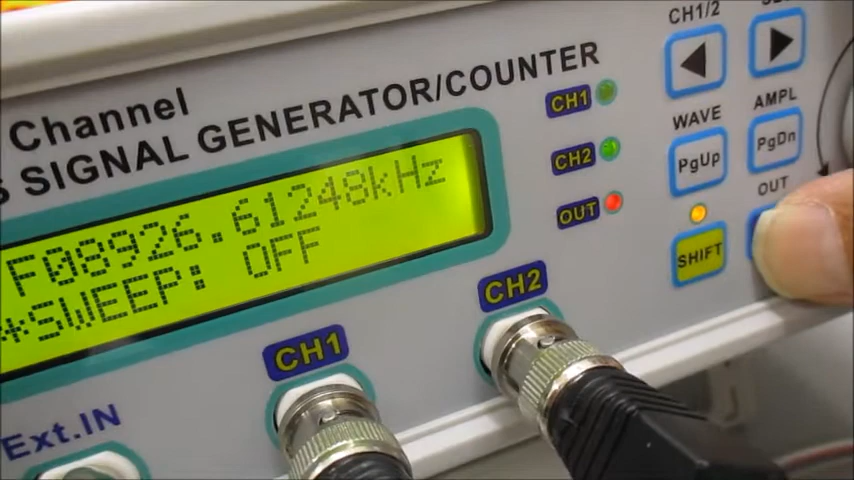 Channel
S SIGNAL GENERATOR/COUNTER
F08926.61248kHz
*SWEEP: OFF
CH1
CH2
OUT
CH1/2
WAVE
AMPL
PgUp
PgDn
OUT
SHIFT
CH1
CH2
Ext.IN